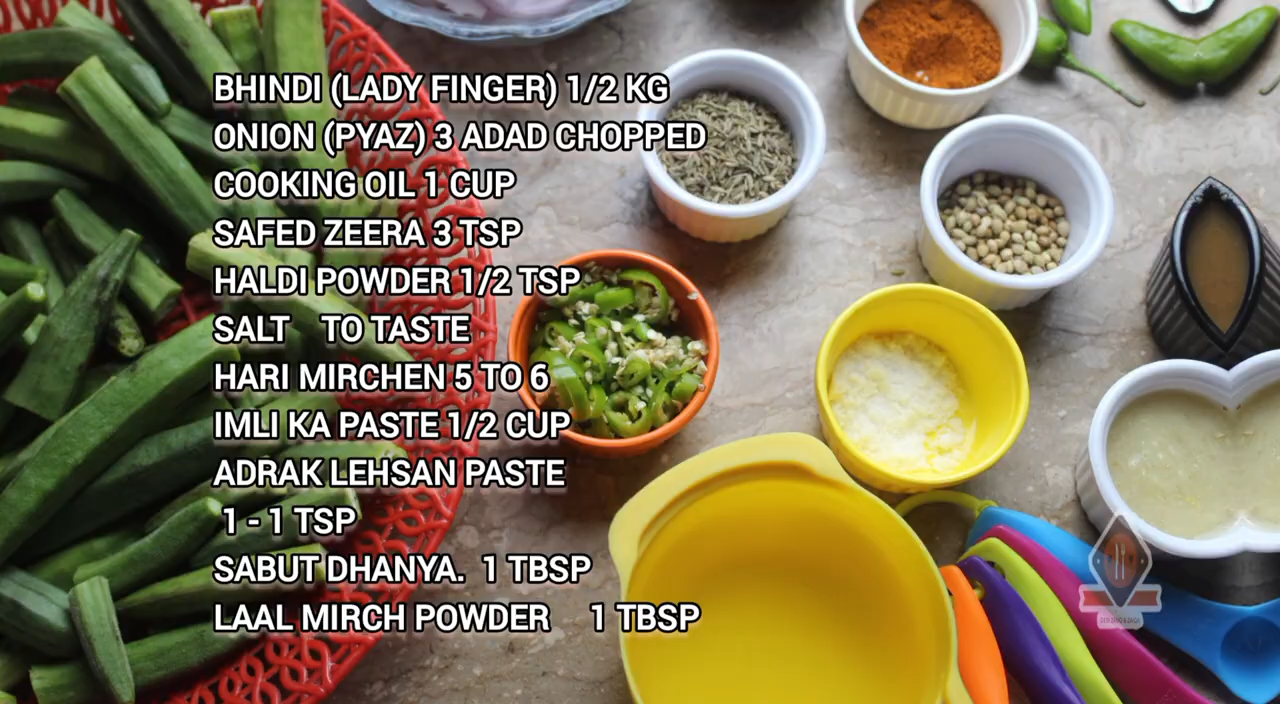 BHINDI (LADY FINGER) 1/2 KG
ONION (PYAZ) 3 ADAD CHOPPED
COOKING OIL 1 CUP
SAFED ZEERA 3 TSP
HALDI POWDER 1/2 TSP
SALT TO TASTE
HARI MIRCHEN 5 TO 6
IMLI KA PASTE 1/2 CUP
ADRAK LEHSAN PASTE
1 - 1 TSP
SABUT DHANYA. 1 TBSP
LAAL MIRCH POWDER 1 TBSP